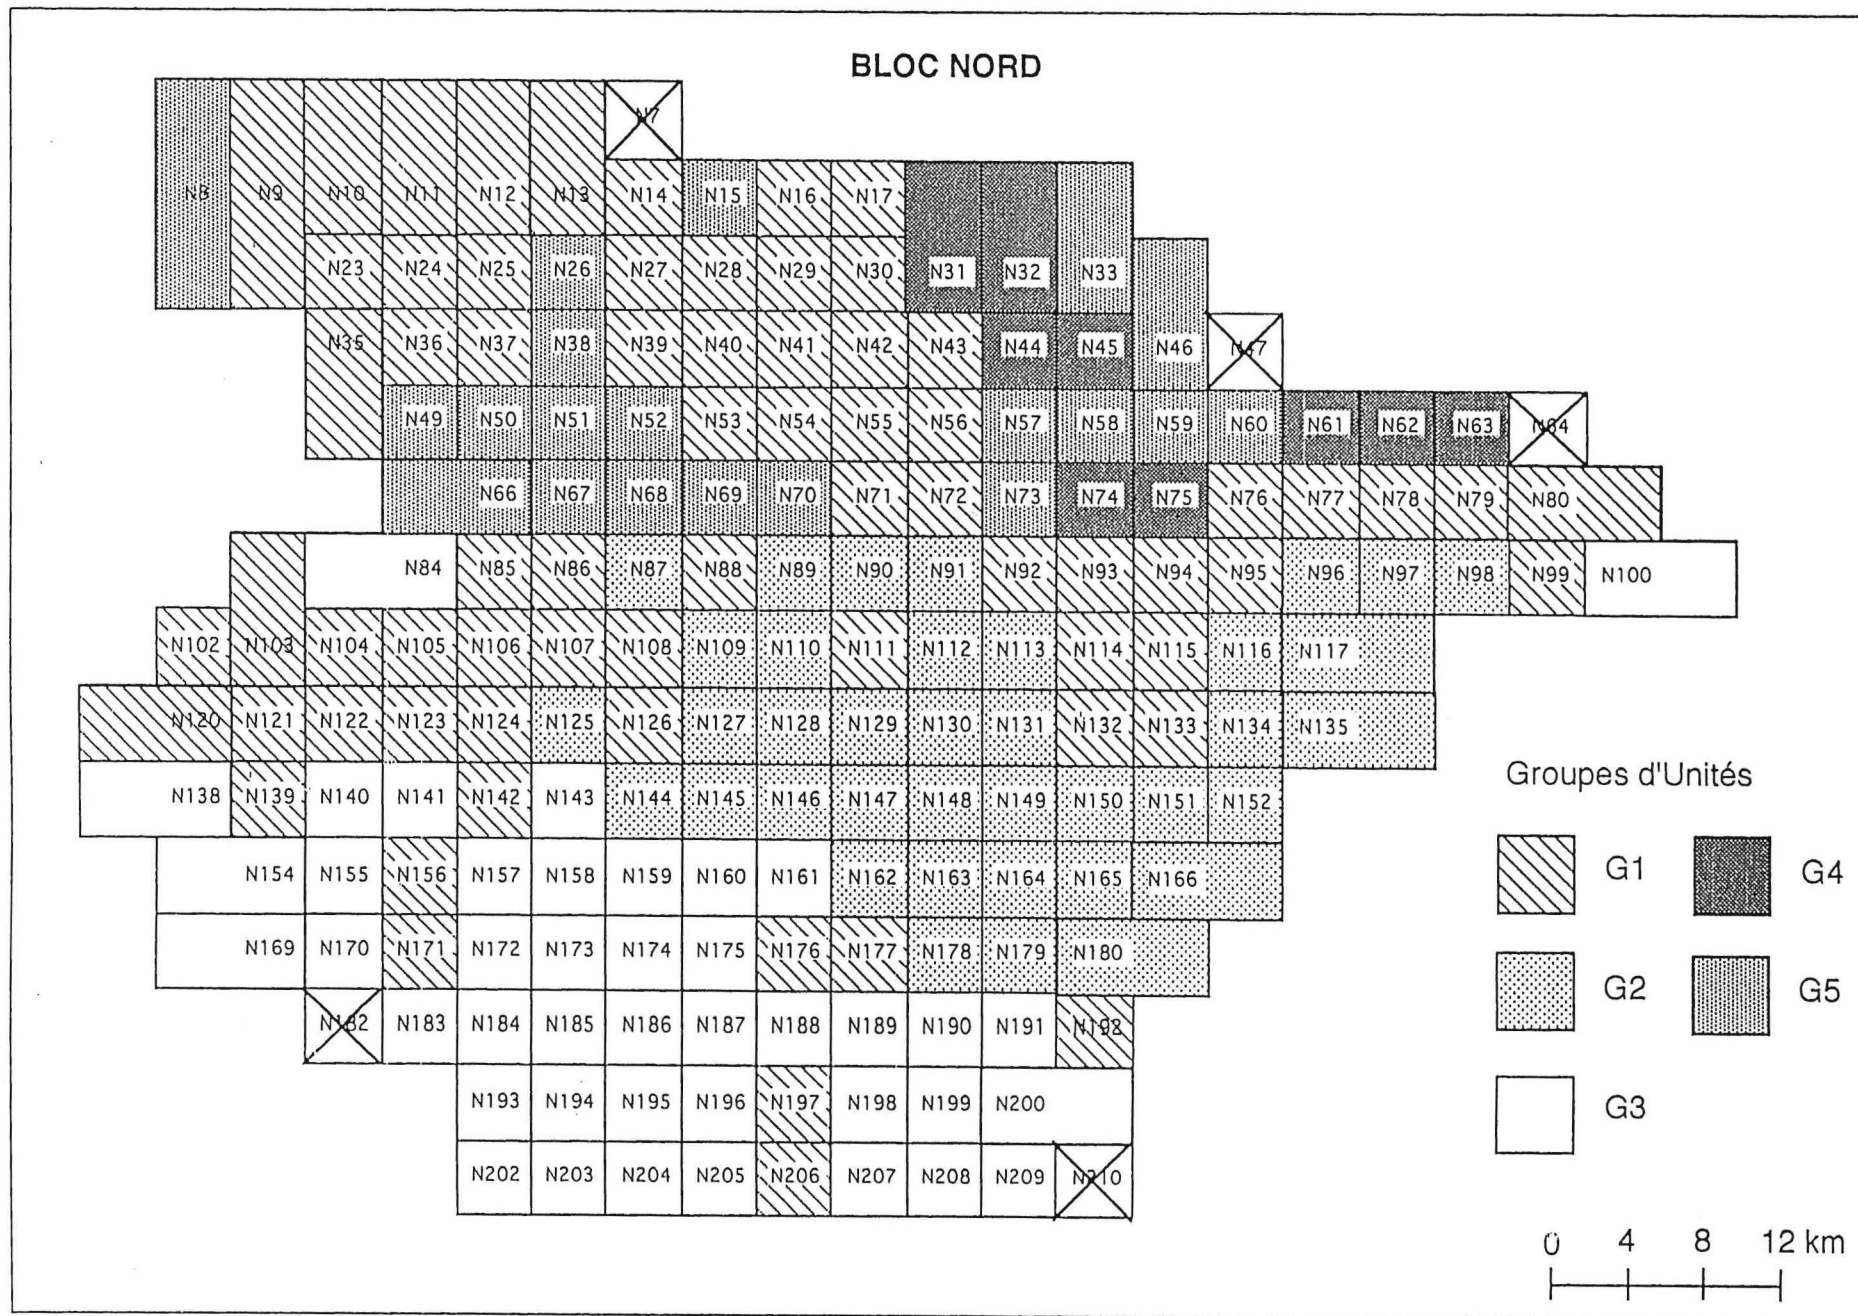 BLOC NORD
N7
N8 N9 N10 N11 N12 N13 N14 N15 N16 N17
N23 N24 N25 N26 N27 N28 N29 N30 N31 N32 N33
N35 N36 N37 N38 N39 N40 N41 N42 N43 N44 N45 N46 N47
N49 N50 N51 N52 N53 N54 N55 N56 N57 N58 N59 N60 N61 N62 N63 N64
N66 N67 N68 N69 N70 N71 N72 N73 N74 N75 N76 N77 N78 N79 N80
N84 N85 N86 N87 N88 N89 N90 N91 N92 N93 N94 N95 N96 N97 N98 N99 N100
N102 N103 N104 N105 N106 N107 N108 N109 N110 N111 N112 N113 N114 N115 N116 N117
N120 N121 N122 N123 N124 N125 N126 N127 N128 N129 N130 N131 N132 N133 N134 N135
N138 N139 N140 N141 N142 N143 N144 N145 N146 N147 N148 N149 N150 N151 N152
N154 N155 N156 N157 N158 N159 N160 N161 N162 N163 N164 N165 N166
N169 N170 N171 N172 N173 N174 N175 N176 N177 N178 N179 N180
N182 N183 N184 N185 N186 N187 N188 N189 N190 N191 N192
N193 N194 N195 N196 N197 N198 N199 N200
N202 N203 N204 N205 N206 N207 N208 N209 N210
Groupes d'Unités
G1 G4
G2 G5
G3
0 4 8 12 km